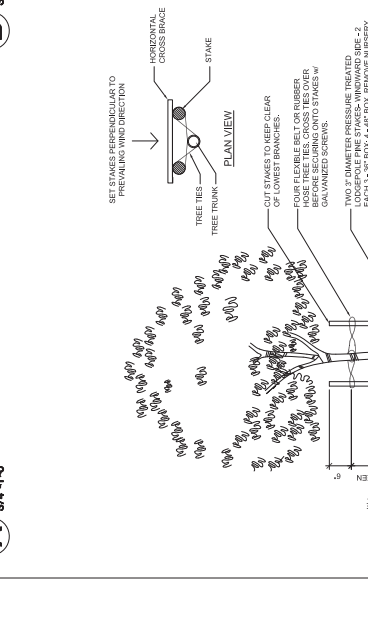 SET STAKES PERPENDICULAR TO
PREVAILING WIND DIRECTION
HORIZONTAL
CROSS BRACE
STAKE
TREE TIES
TREE TRUNK
PLAN VIEW
CUT STAKES TO KEEP CLEAR
OF LOWEST BRANCHES.
FOUR FLEXIBLE BELT OR RUBBER
HOSE TREE TIES. CROSS TIES OVER
BEFORE SECURING ONTO STAKES w/
GALVANIZED SCREWS.
TWO 3" DIAMETER PRESSURE TREATED
LODGEPOLE PINE STAKES- WINDWARD SIDE - 2
6"